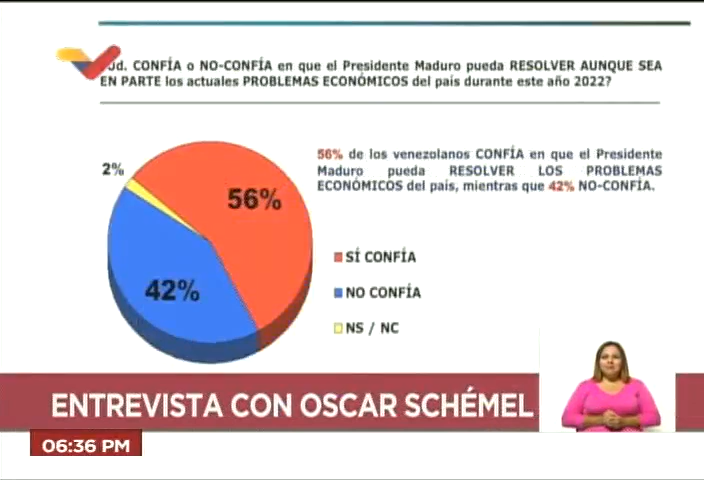 Ud. CONFÍA o NO-CONFÍA en que el Presidente Maduro pueda RESOLVER AUNQUE SEA
EN PARTE los actuales PROBLEMAS ECONÓMICOS del país durante este año 2022?
56% de los venezolanos CONFÍA en que el Presidente
Maduro pueda RESOLVER LOS PROBLEMAS
ECONÓMICOS del país, mientras que 42% NO-CONFÍA.
2%
56%
42%
SÍ CONFÍA
NO CONFÍA
NS / NC
ENTREVISTA CON OSCAR SCHÉMEL
06:36 PM